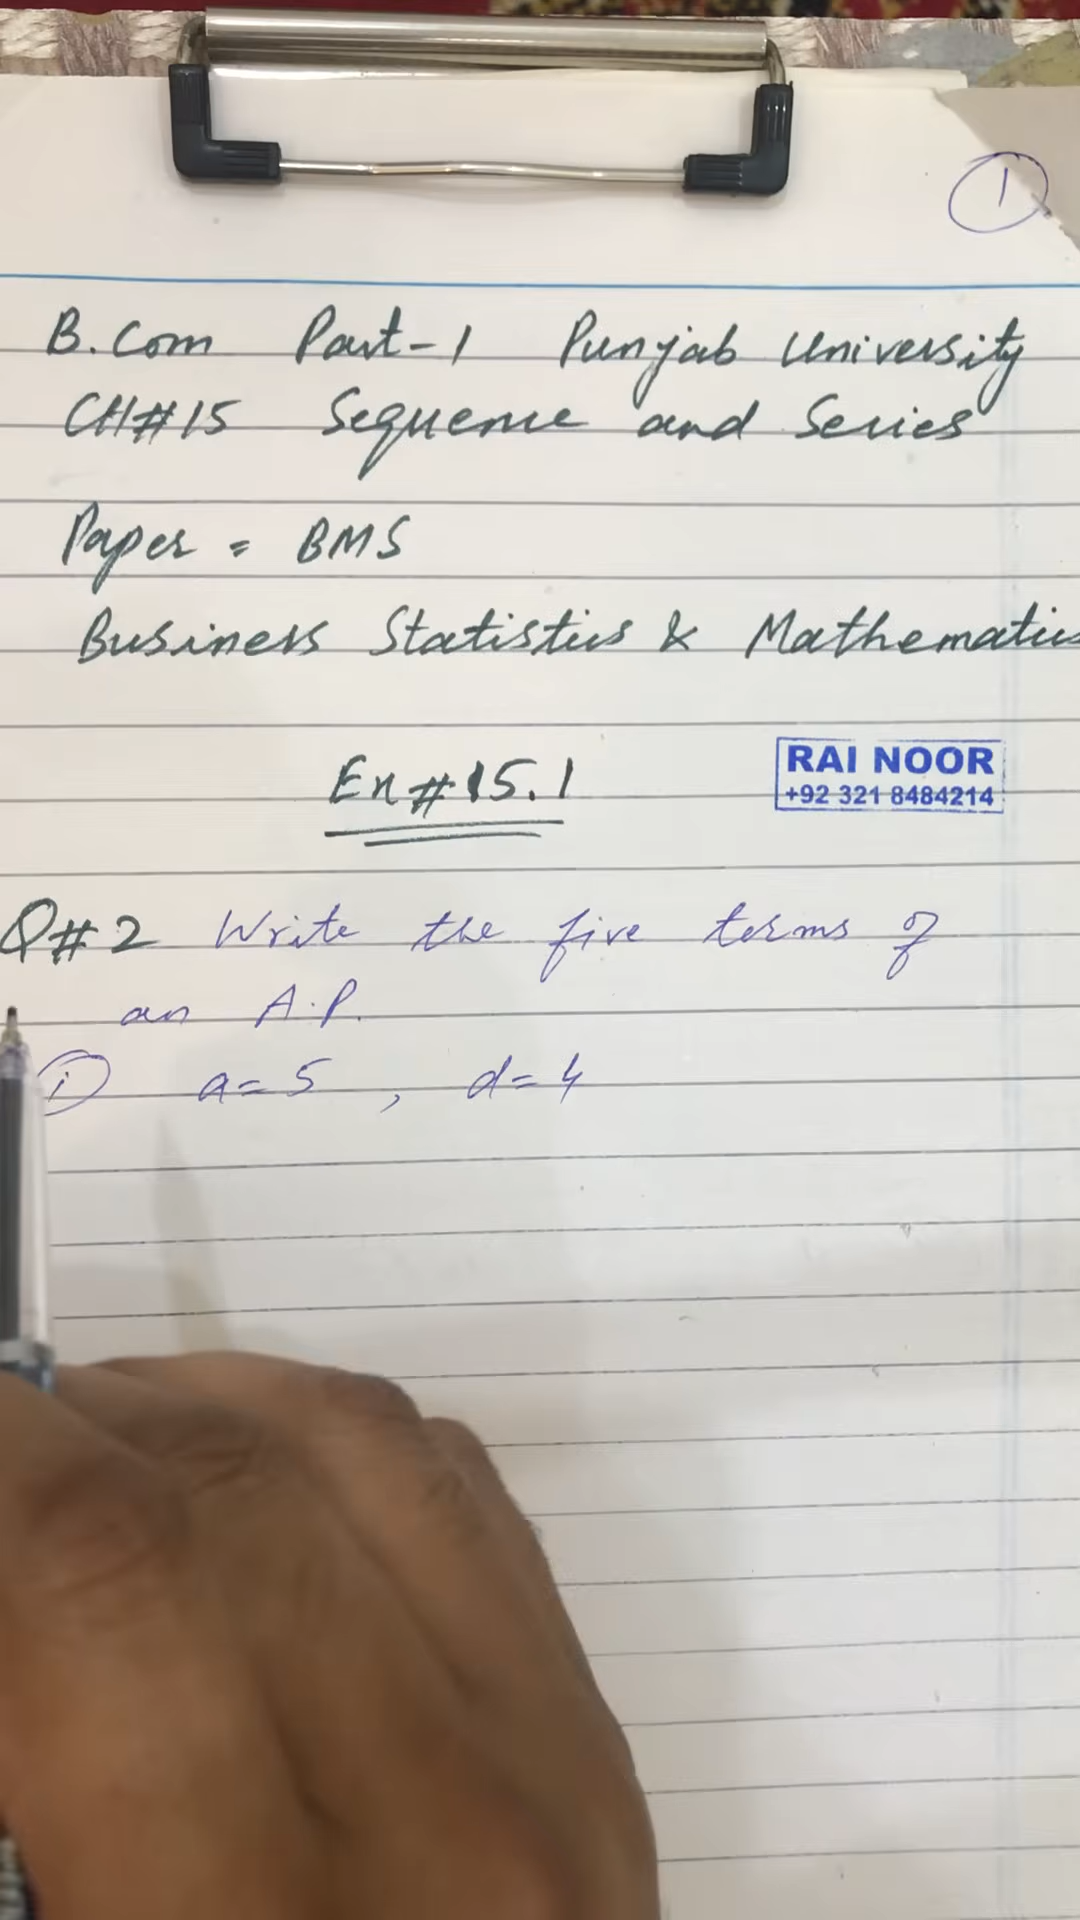 1
B.Com Part-1 Punjab University
CH#15 Sequence and Series
Paper = BMS
Business Statistics & Mathematics
Ex#15.1
RAI NOOR
+92 321 8484214
Q#2 Write the five terms of
an A.P.
i a=5 , d=4